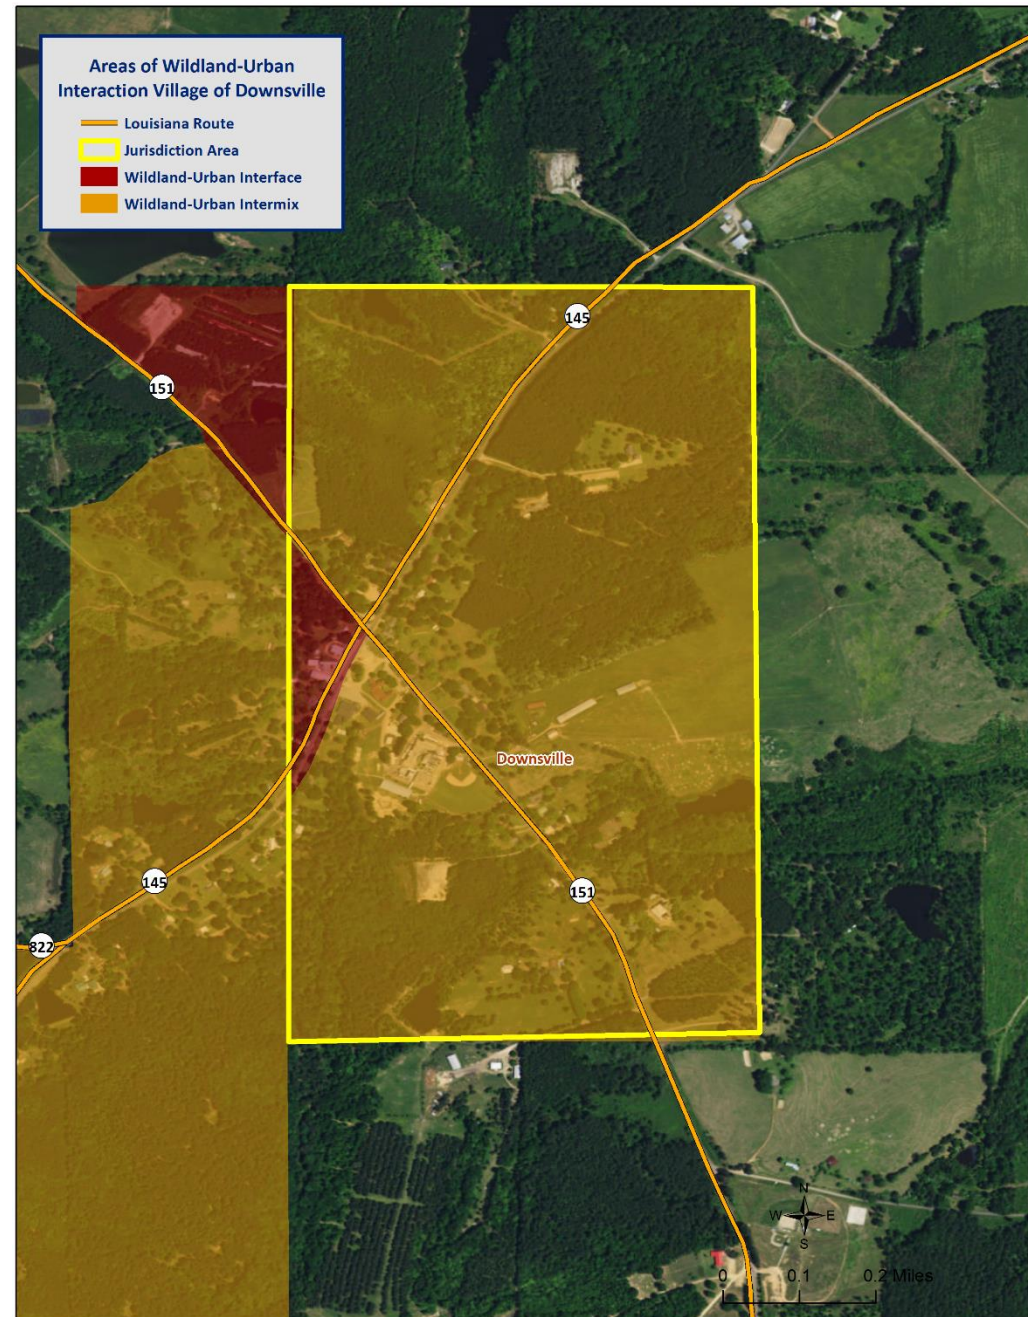 Areas of Wildland-Urban
Interaction Village of Downsville
Louisiana Route
Jurisdiction Area
Wildland-Urban Interface
Wildland-Urban Intermix
145
151
Downsville
145
151
822
N
W E
S
0 0.1 0.2 Miles